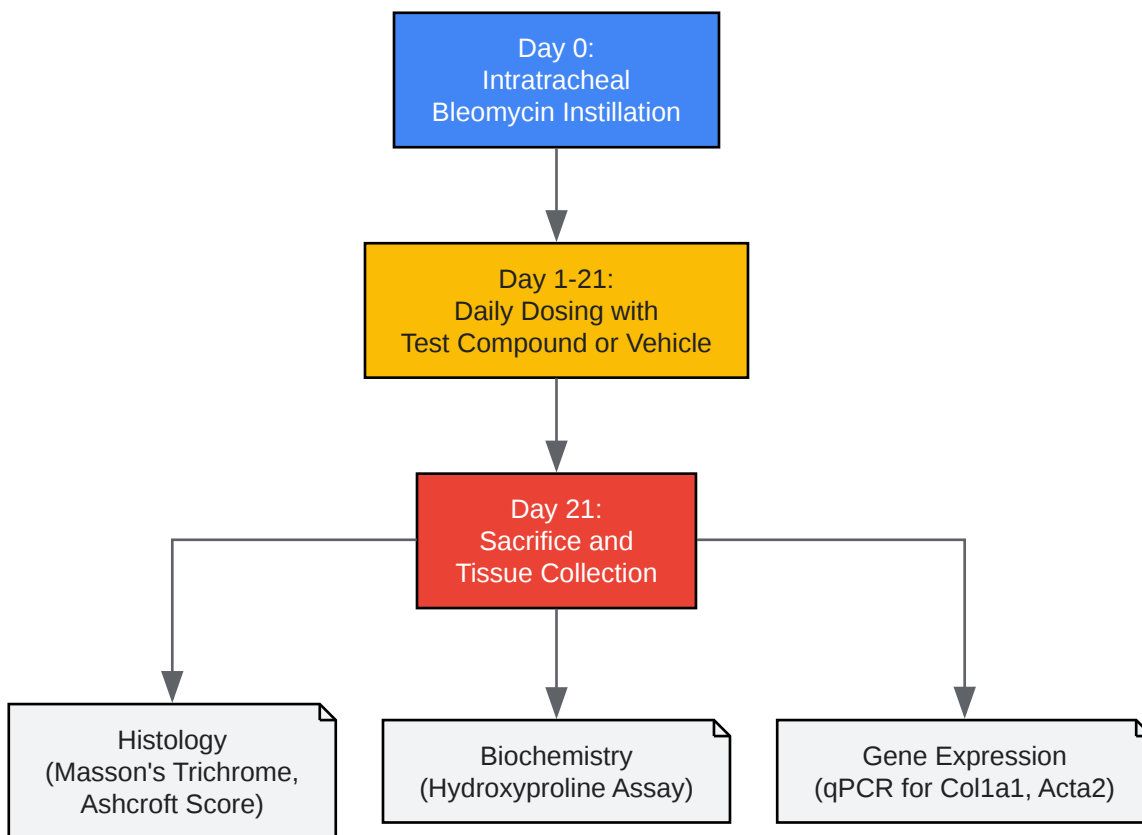 Day 0:
Intratracheal
Bleomycin Instillation
Day 1-21:
Daily Dosing with
Test Compound or Vehicle
Day 21:
Sacrifice and
Tissue Collection
Histology
(Masson's Trichrome,
Ashcroft Score)
Biochemistry
(Hydroxyproline Assay)
Gene Expression
(qPCR for Col1a1, Acta2)